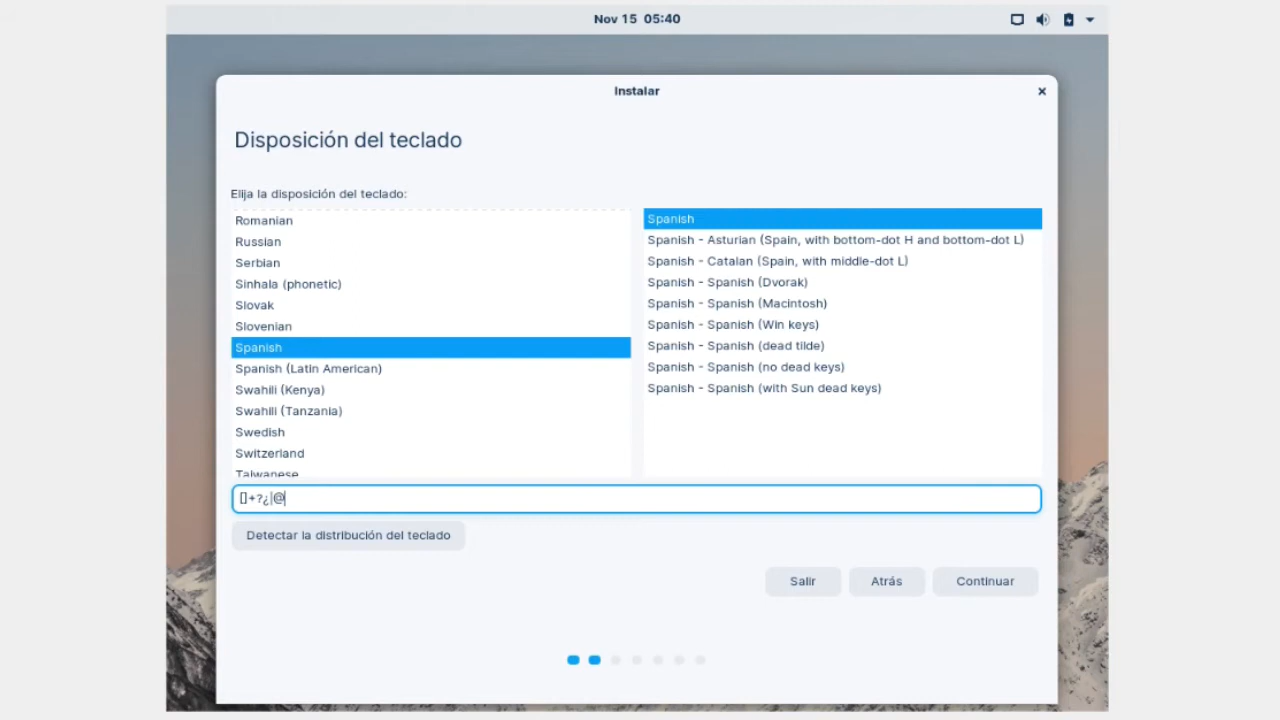 Nov 15 05:40
Instalar
Disposición del teclado
Elija la disposición del teclado:
Romanian
Russian
Serbian
Sinhala (phonetic)
Slovak
Slovenian
Spanish
Spanish (Latin American)
Swahili (Kenya)
Swahili (Tanzania)
Swedish
Switzerland
Taiwanese
Spanish
Spanish - Asturian (Spain, with bottom-dot H and bottom-dot L)
Spanish - Catalan (Spain, with middle-dot L)
Spanish - Spanish (Dvorak)
Spanish - Spanish (Macintosh)
Spanish - Spanish (Win keys)
Spanish - Spanish (dead tilde)
Spanish - Spanish (no dead keys)
Spanish - Spanish (with Sun dead keys)
[]+?¿|@
Detectar la distribución del teclado
Salir
Atrás
Continuar